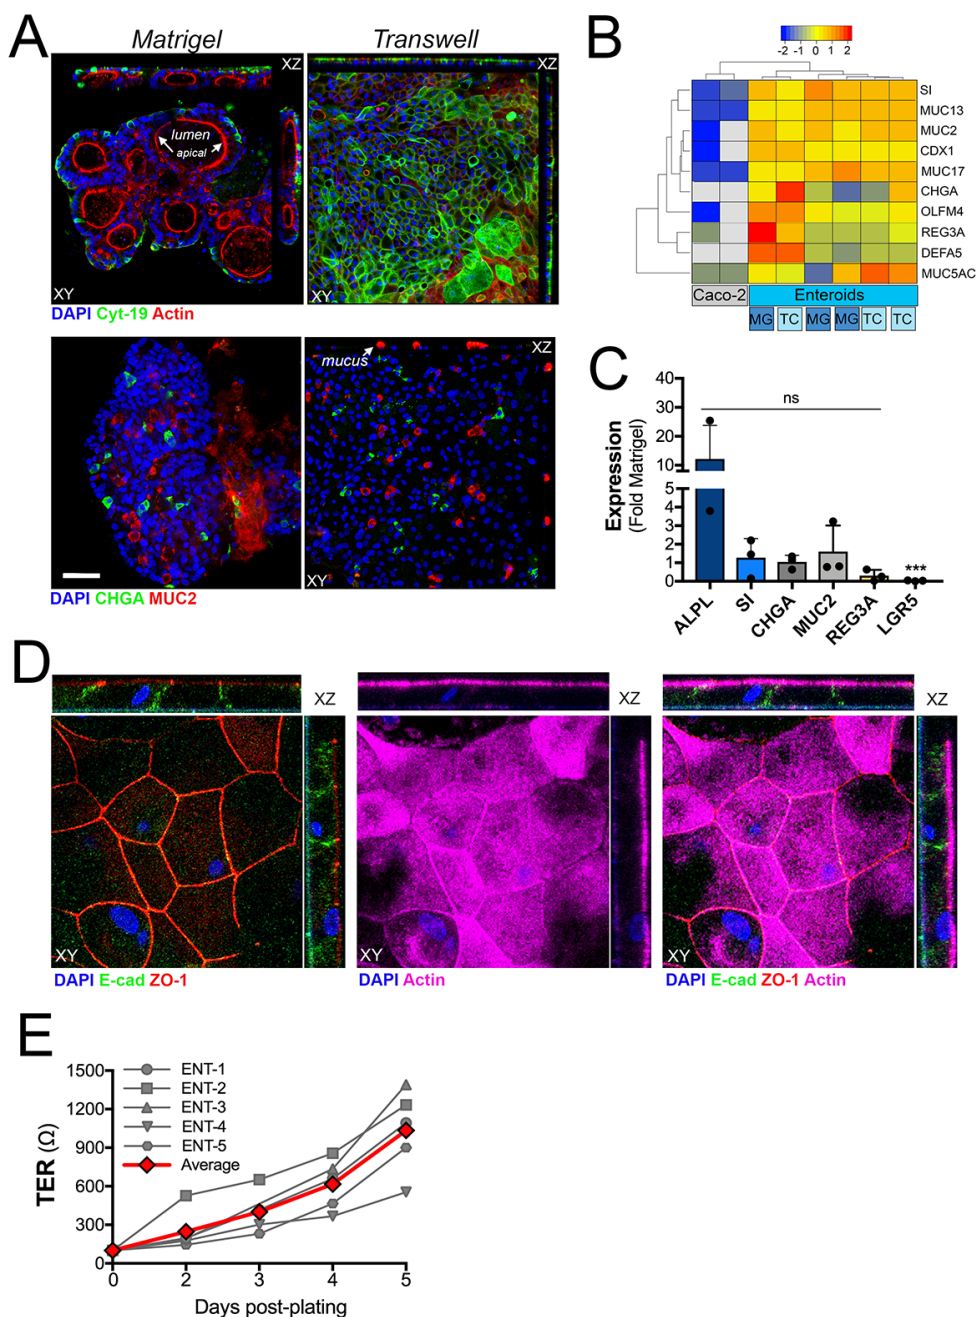 A
Matrigel
Transwell
XZ
XZ
lumen
apical
XY
XY
DAPI Cyt-19 Actin
mucus
XZ
XY
DAPI CHGA MUC2
B
-2 -1 0 1 2
SI
MUC13
MUC2
CDX1
MUC17
CHGA
OLFM4
REG3A
DEFA5
MUC5AC
Caco-2
Enteroids
MG TC MG MG TC TC
C
Expression
(Fold Matrigel)
40
30
20
10
5
4
3
2
1
0
ns
***
ALPL
SI
CHGA
MUC2
REG3A
LGR5
D
XZ
XZ
XZ
XY
XY
XY
DAPI E-cad ZO-1
DAPI Actin
DAPI E-cad ZO-1 Actin
E
TER (Ω)
1500
1200
900
600
300
0
ENT-1
ENT-2
ENT-3
ENT-4
ENT-5
Average
0 2 3 4 5
Days post-plating